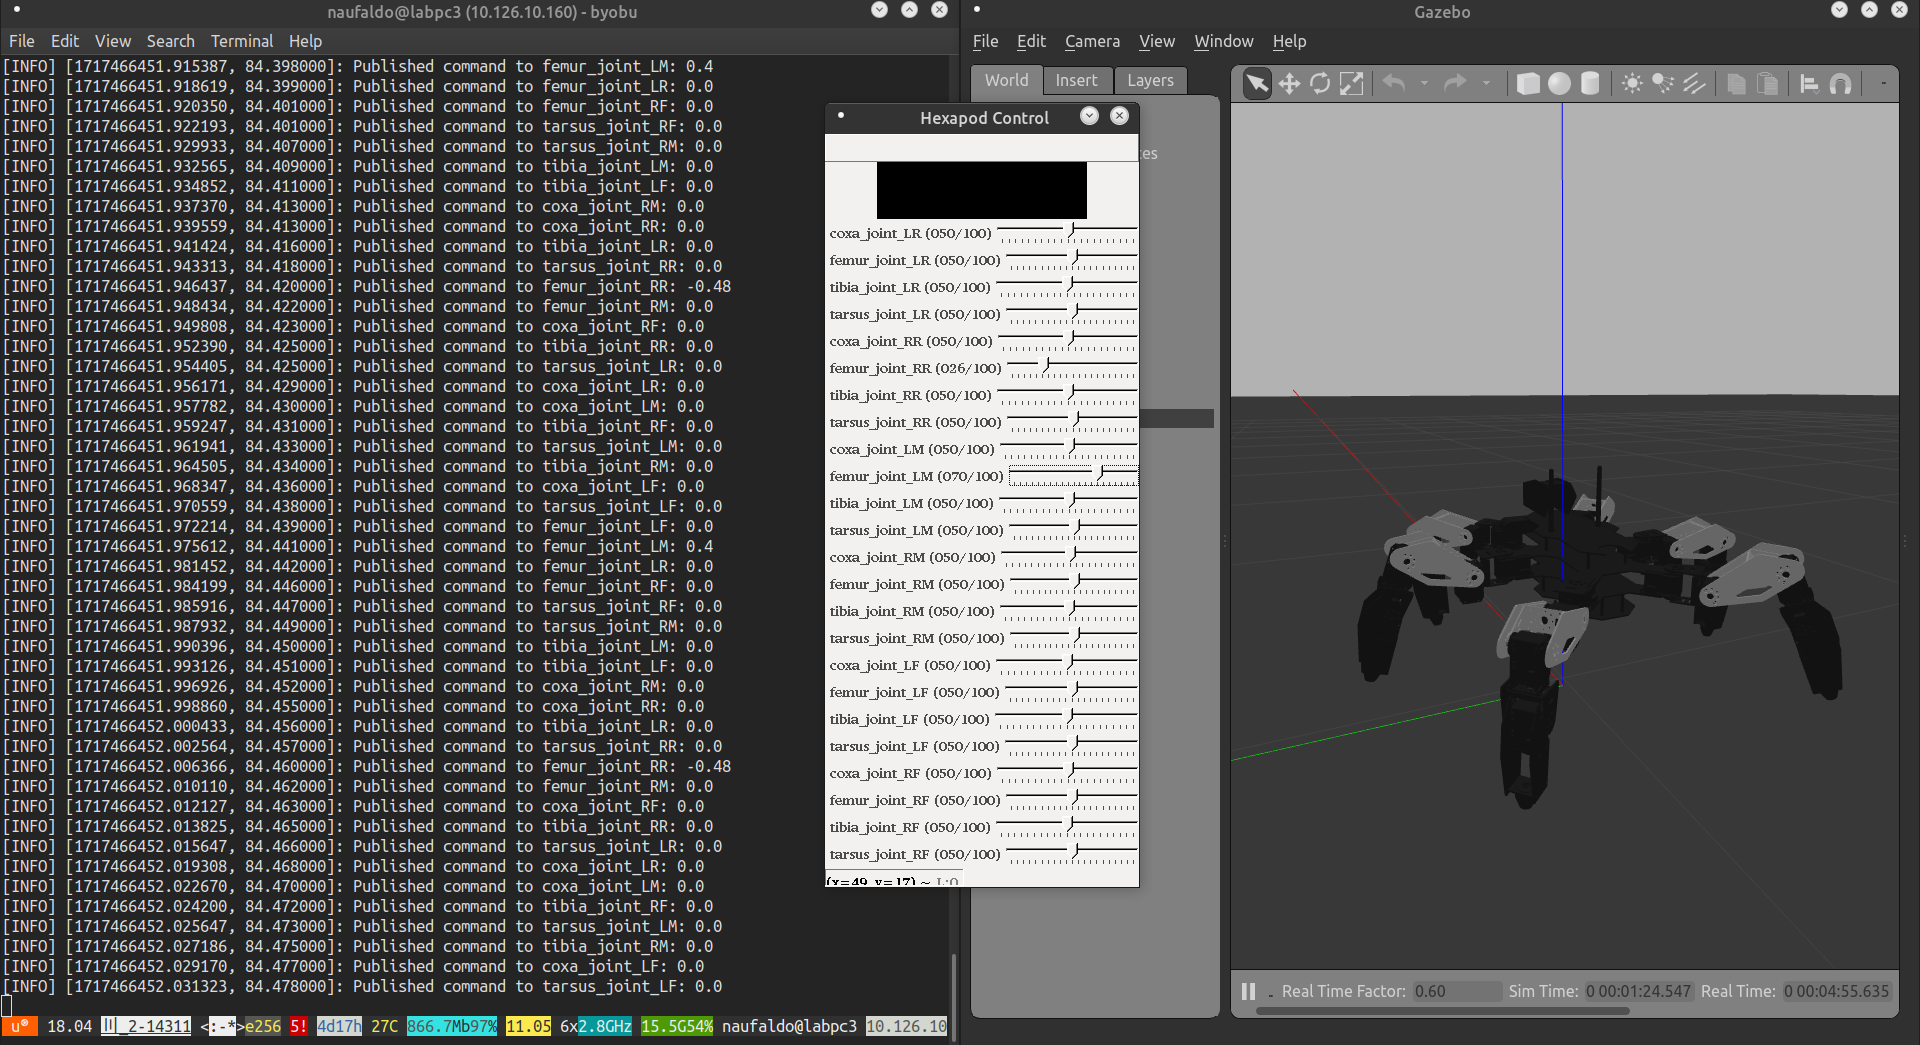 naufaldo@labpc3 (10.126.10.160) - byobu
File Edit View Search Terminal Help
[INFO] [1717466451.915387, 84.398000]: Published command to femur_joint_LM: 0.4
[INFO] [1717466451.918619, 84.399000]: Published command to femur_joint_LR: 0.0
[INFO] [1717466451.920350, 84.401000]: Published command to femur_joint_RF: 0.0
[INFO] [1717466451.922193, 84.401000]: Published command to tarsus_joint_RF: 0.0
[INFO] [1717466451.929933, 84.407000]: Published command to tarsus_joint_RM: 0.0
[INFO] [1717466451.932565, 84.409000]: Published command to tibia_joint_LM: 0.0
[INFO] [1717466451.934852, 84.411000]: Published command to tibia_joint_LF: 0.0
[INFO] [1717466451.937370, 84.413000]: Published command to coxa_joint_RM: 0.0
[INFO] [1717466451.939559, 84.413000]: Published command to coxa_joint_RR: 0.0
[INFO] [1717466451.941424, 84.416000]: Published command to tibia_joint_LR: 0.0
[INFO] [1717466451.943313, 84.418000]: Published command to tarsus_joint_RR: 0.0
[INFO] [1717466451.946437, 84.420000]: Published command to femur_joint_RR: -0.48
[INFO] [1717466451.948434, 84.422000]: Published command to femur_joint_RM: 0.0
[INFO] [1717466451.949808, 84.423000]: Published command to coxa_joint_RF: 0.0
[INFO] [1717466451.952390, 84.425000]: Published command to tibia_joint_RR: 0.0
[INFO] [1717466451.954405, 84.425000]: Published command to tarsus_joint_LR: 0.0
[INFO] [1717466451.956171, 84.429000]: Published command to coxa_joint_LR: 0.0
[INFO] [1717466451.957782, 84.430000]: Published command to coxa_joint_LM: 0.0
[INFO] [1717466451.959247, 84.431000]: Published command to tibia_joint_RF: 0.0
[INFO] [1717466451.961941, 84.433000]: Published command to tarsus_joint_LM: 0.0
[INFO] [1717466451.964505, 84.434000]: Published command to tibia_joint_RM: 0.0
[INFO] [1717466451.968347, 84.436000]: Published command to coxa_joint_LF: 0.0
[INFO] [1717466451.970559, 84.438000]: Published command to tarsus_joint_LF: 0.0
[INFO] [1717466451.972214, 84.439000]: Published command to femur_joint_LF: 0.0
[INFO] [1717466451.975612, 84.441000]: Published command to femur_joint_LM: 0.4
[INFO] [1717466451.981452, 84.442000]: Published command to femur_joint_LR: 0.0
[INFO] [1717466451.984199, 84.446000]: Published command to femur_joint_RF: 0.0
[INFO] [1717466451.985916, 84.447000]: Published command to tarsus_joint_RF: 0.0
[INFO] [1717466451.987932, 84.449000]: Published command to tarsus_joint_RM: 0.0
[INFO] [1717466451.990396, 84.450000]: Published command to tibia_joint_LM: 0.0
[INFO] [1717466451.993126, 84.451000]: Published command to tibia_joint_LF: 0.0
[INFO] [1717466451.996926, 84.452000]: Published command to coxa_joint_RM: 0.0
[INFO] [1717466451.998860, 84.455000]: Published command to coxa_joint_RR: 0.0
[INFO] [1717466452.000433, 84.456000]: Published command to tibia_joint_LR: 0.0
[INFO] [1717466452.002564, 84.457000]: Published command to tarsus_joint_RR: 0.0
[INFO] [1717466452.006366, 84.460000]: Published command to femur_joint_RR: -0.48
[INFO] [1717466452.010110, 84.462000]: Published command to femur_joint_RM: 0.0
[INFO] [1717466452.012127, 84.463000]: Published command to coxa_joint_RF: 0.0
[INFO] [1717466452.013825, 84.465000]: Published command to tibia_joint_RR: 0.0
[INFO] [1717466452.015647, 84.466000]: Published command to tarsus_joint_LR: 0.0
[INFO] [1717466452.019308, 84.468000]: Published command to coxa_joint_LR: 0.0
[INFO] [1717466452.022670, 84.470000]: Published command to coxa_joint_LM: 0.0
[INFO] [1717466452.024200, 84.472000]: Published command to tibia_joint_RF: 0.0
[INFO] [1717466452.025647, 84.473000]: Published command to tarsus_joint_LM: 0.0
[INFO] [1717466452.027186, 84.475000]: Published command to tibia_joint_RM: 0.0
[INFO] [1717466452.029170, 84.477000]: Published command to coxa_joint_LF: 0.0
[INFO] [1717466452.031323, 84.478000]: Published command to tarsus_joint_LF: 0.0
18.04 2-14311 <:-*>e256 5! 4d17h 27C 866.7Mb97% 11.05 6x2.8GHz 15.5G54% naufaldo@labpc3 10.126.10
Hexapod Control
coxa_joint_LR (050/100)
femur_joint_LR (050/100)
tibia_joint_LR (050/100)
tarsus_joint_LR (050/100)
coxa_joint_RR (050/100)
femur_joint_RR (026/100)
tibia_joint_RR (050/100)
tarsus_joint_RR (050/100)
coxa_joint_LM (050/100)
femur_joint_LM (070/100)
tibia_joint_LM (050/100)
tarsus_joint_LM (050/100)
coxa_joint_RM (050/100)
femur_joint_RM (050/100)
tibia_joint_RM (050/100)
tarsus_joint_RM (050/100)
coxa_joint_LF (050/100)
femur_joint_LF (050/100)
tibia_joint_LF (050/100)
tarsus_joint_LF (050/100)
coxa_joint_RF (050/100)
femur_joint_RF (050/100)
tibia_joint_RF (050/100)
tarsus_joint_RF (050/100)
(x=49, y=17) ~ L:0
Gazebo
File Edit Camera View Window Help
World Insert Layers
Real Time Factor: 0.60 Sim Time: 0 00:01:24.547 Real Time: 0 00:04:55.635